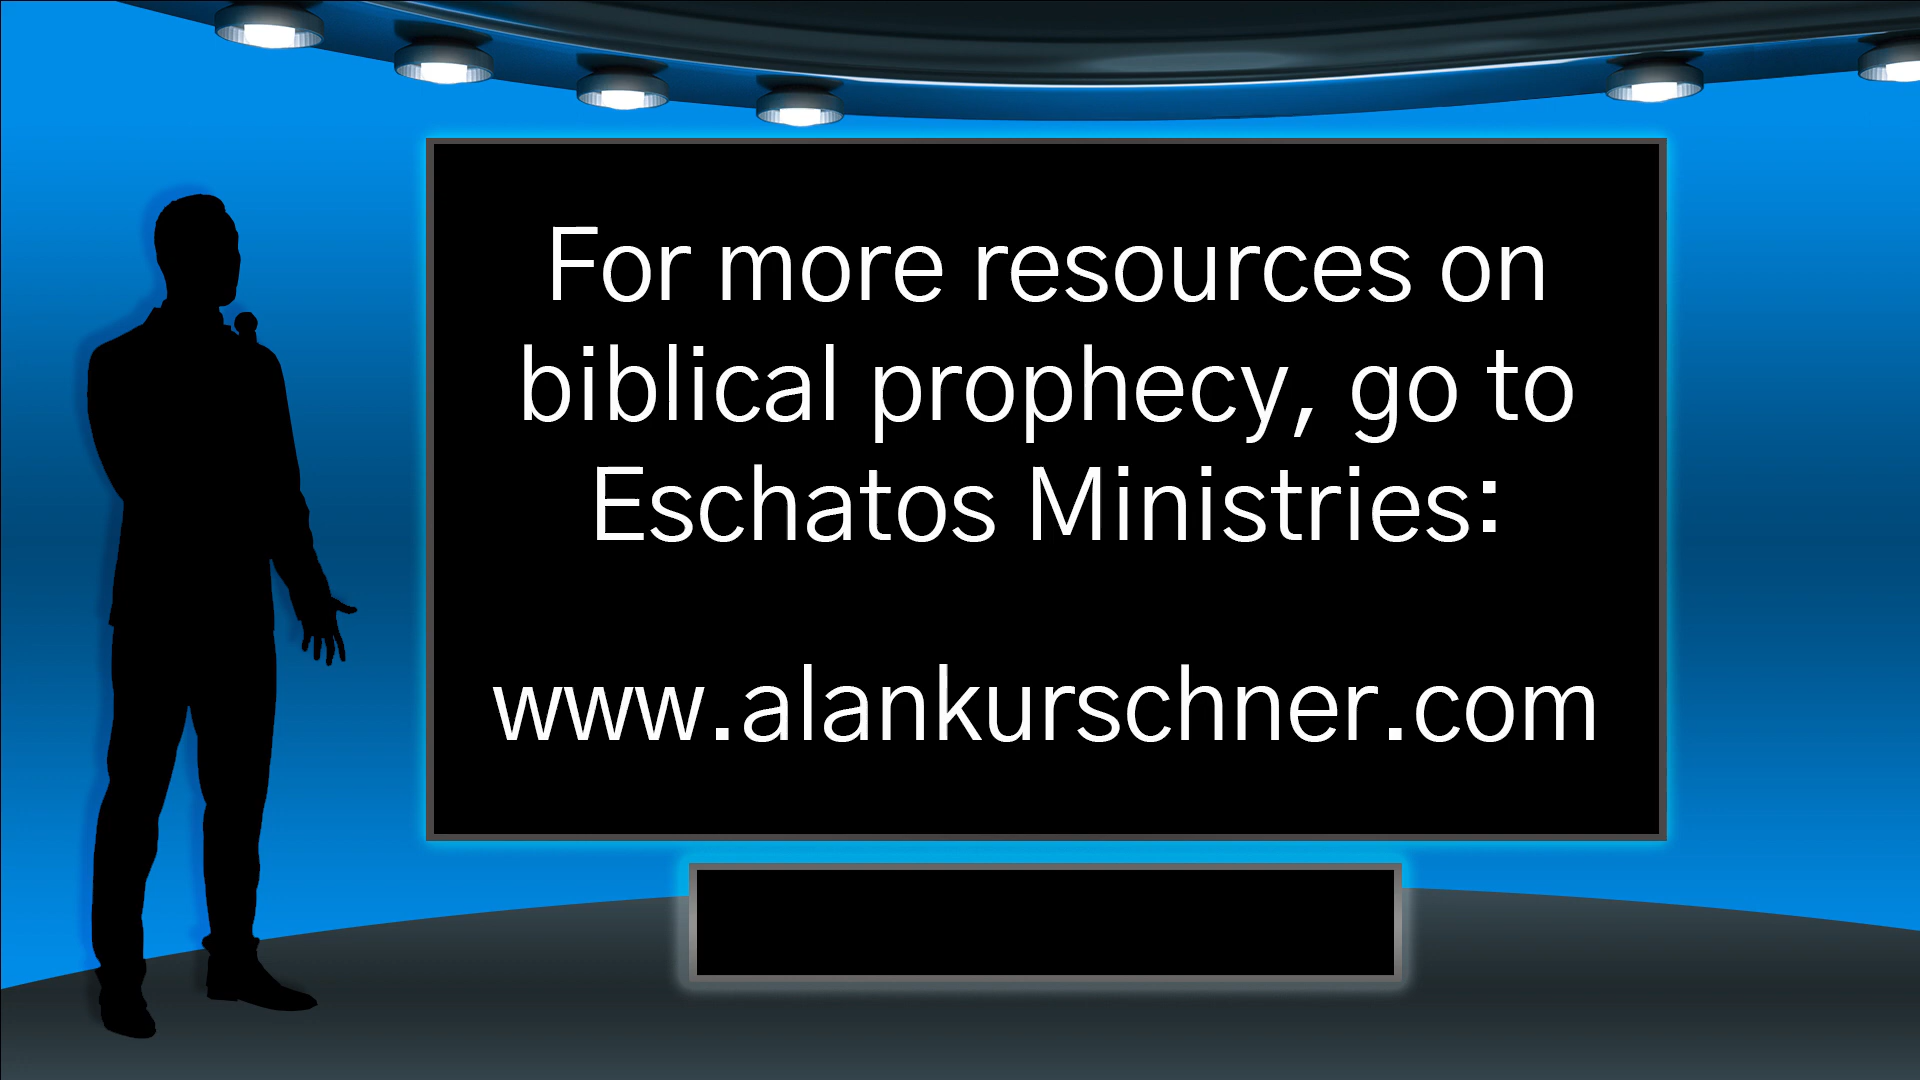 For more resources on
biblical prophecy, go to
Eschatos Ministries:
www.alankurschner.com